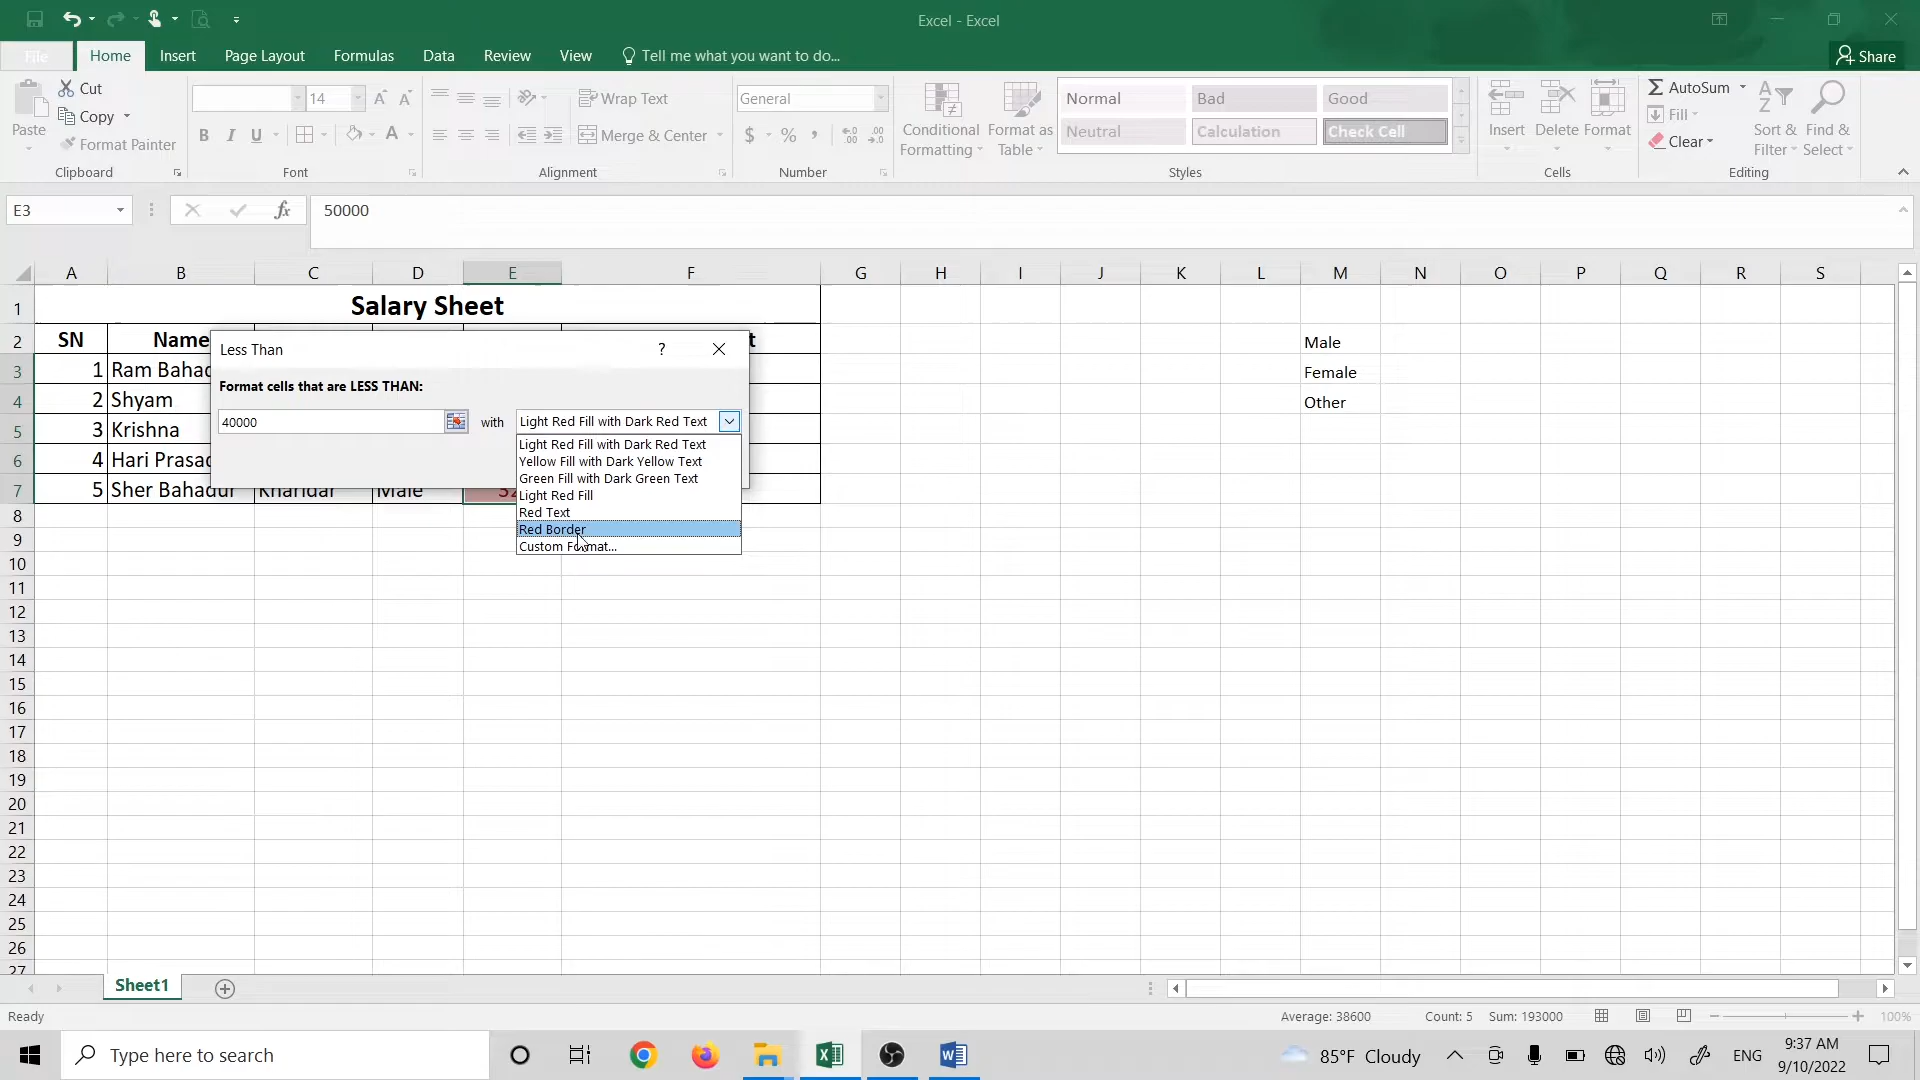 Excel - Excel
File Home Insert Page Layout Formulas Data Review View Tell me what you want to do... Share
Paste
Cut
Copy
Format Painter
Clipboard
14
Font
Wrap Text
Merge & Center
Alignment
General
Number
Conditional Formatting
Format as Table
Normal Bad Good
Neutral Calculation Check Cell
Styles
Insert Delete Format
Cells
AutoSum
Fill
Clear
Sort & Filter
Find & Select
Editing
E3 fx 50000
A B C D E F G H I J K L M N O P Q R S
1 Salary Sheet
2 SN Name Male
3 1 Ram Female
4 2 Shyam Other
5 3 Krishna
6 4 Hari
7 5 Sher Bahadur Kharidar Male
8
9
10
11
12
13
14
15
16
17
18
19
20
21
22
23
24
25
26
27
Less Than ?
Format cells that are LESS THAN:
40000 with Light Red Fill with Dark Red Text
Light Red Fill with Dark Red Text
Yellow Fill with Dark Yellow Text
Green Fill with Dark Green Text
Light Red Fill
Red Text
Red Border
Custom Format...
Sheet1
Ready Average: 38600 Count: 5 Sum: 193000 100%
Type here to search 85°F Cloudy ENG 9:37 AM
9/10/2022